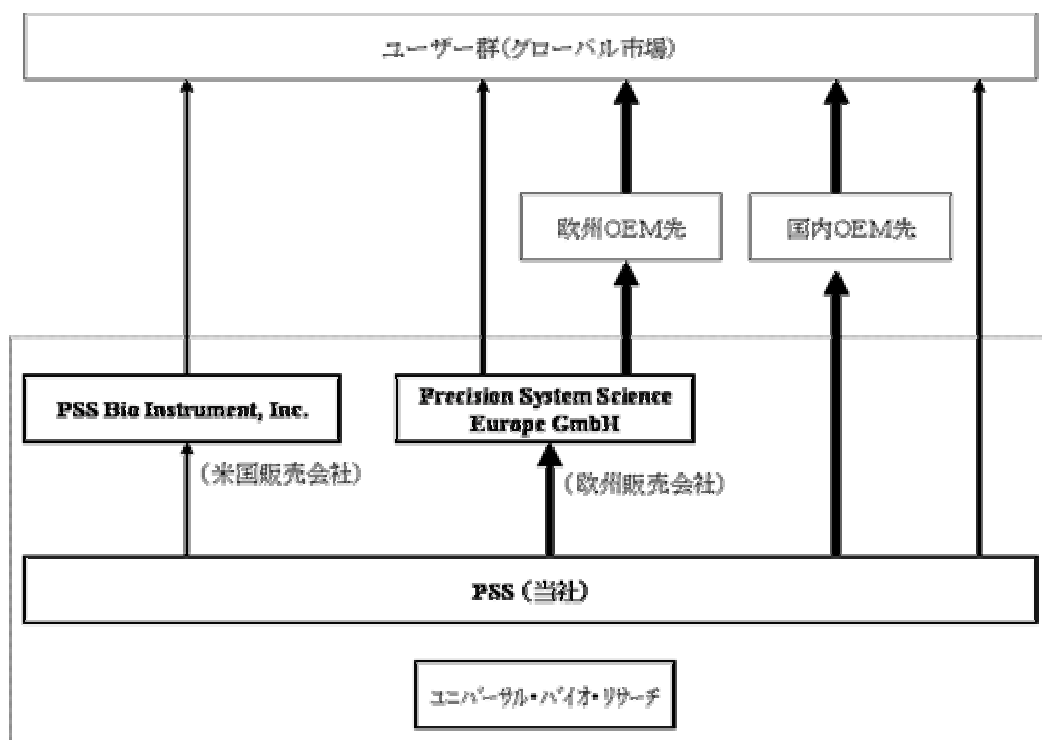 ユーザー群(グローバル市場)
欧州OEM先
国内OEM先
PSS Bio Instrument, Inc.
Precision System Science
Europe GmbH
(米国販売会社)
(欧州販売会社)
PSS (当社)
ユニバーサル・バイオ・リサーチ